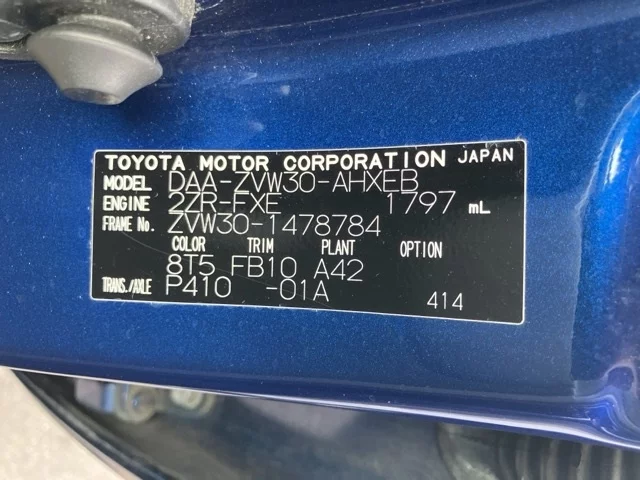 TOYOTA MOTOR CORPORATION JAPAN
MODEL DAA-ZVW30-AHXEB
ENGINE 2ZR-FXE 1797 mL
FRAME No. ZVW30-1478784
COLOR TRIM PLANT OPTION
8T5 FB10 A42
TRANS./AXLE P410 -01A 414